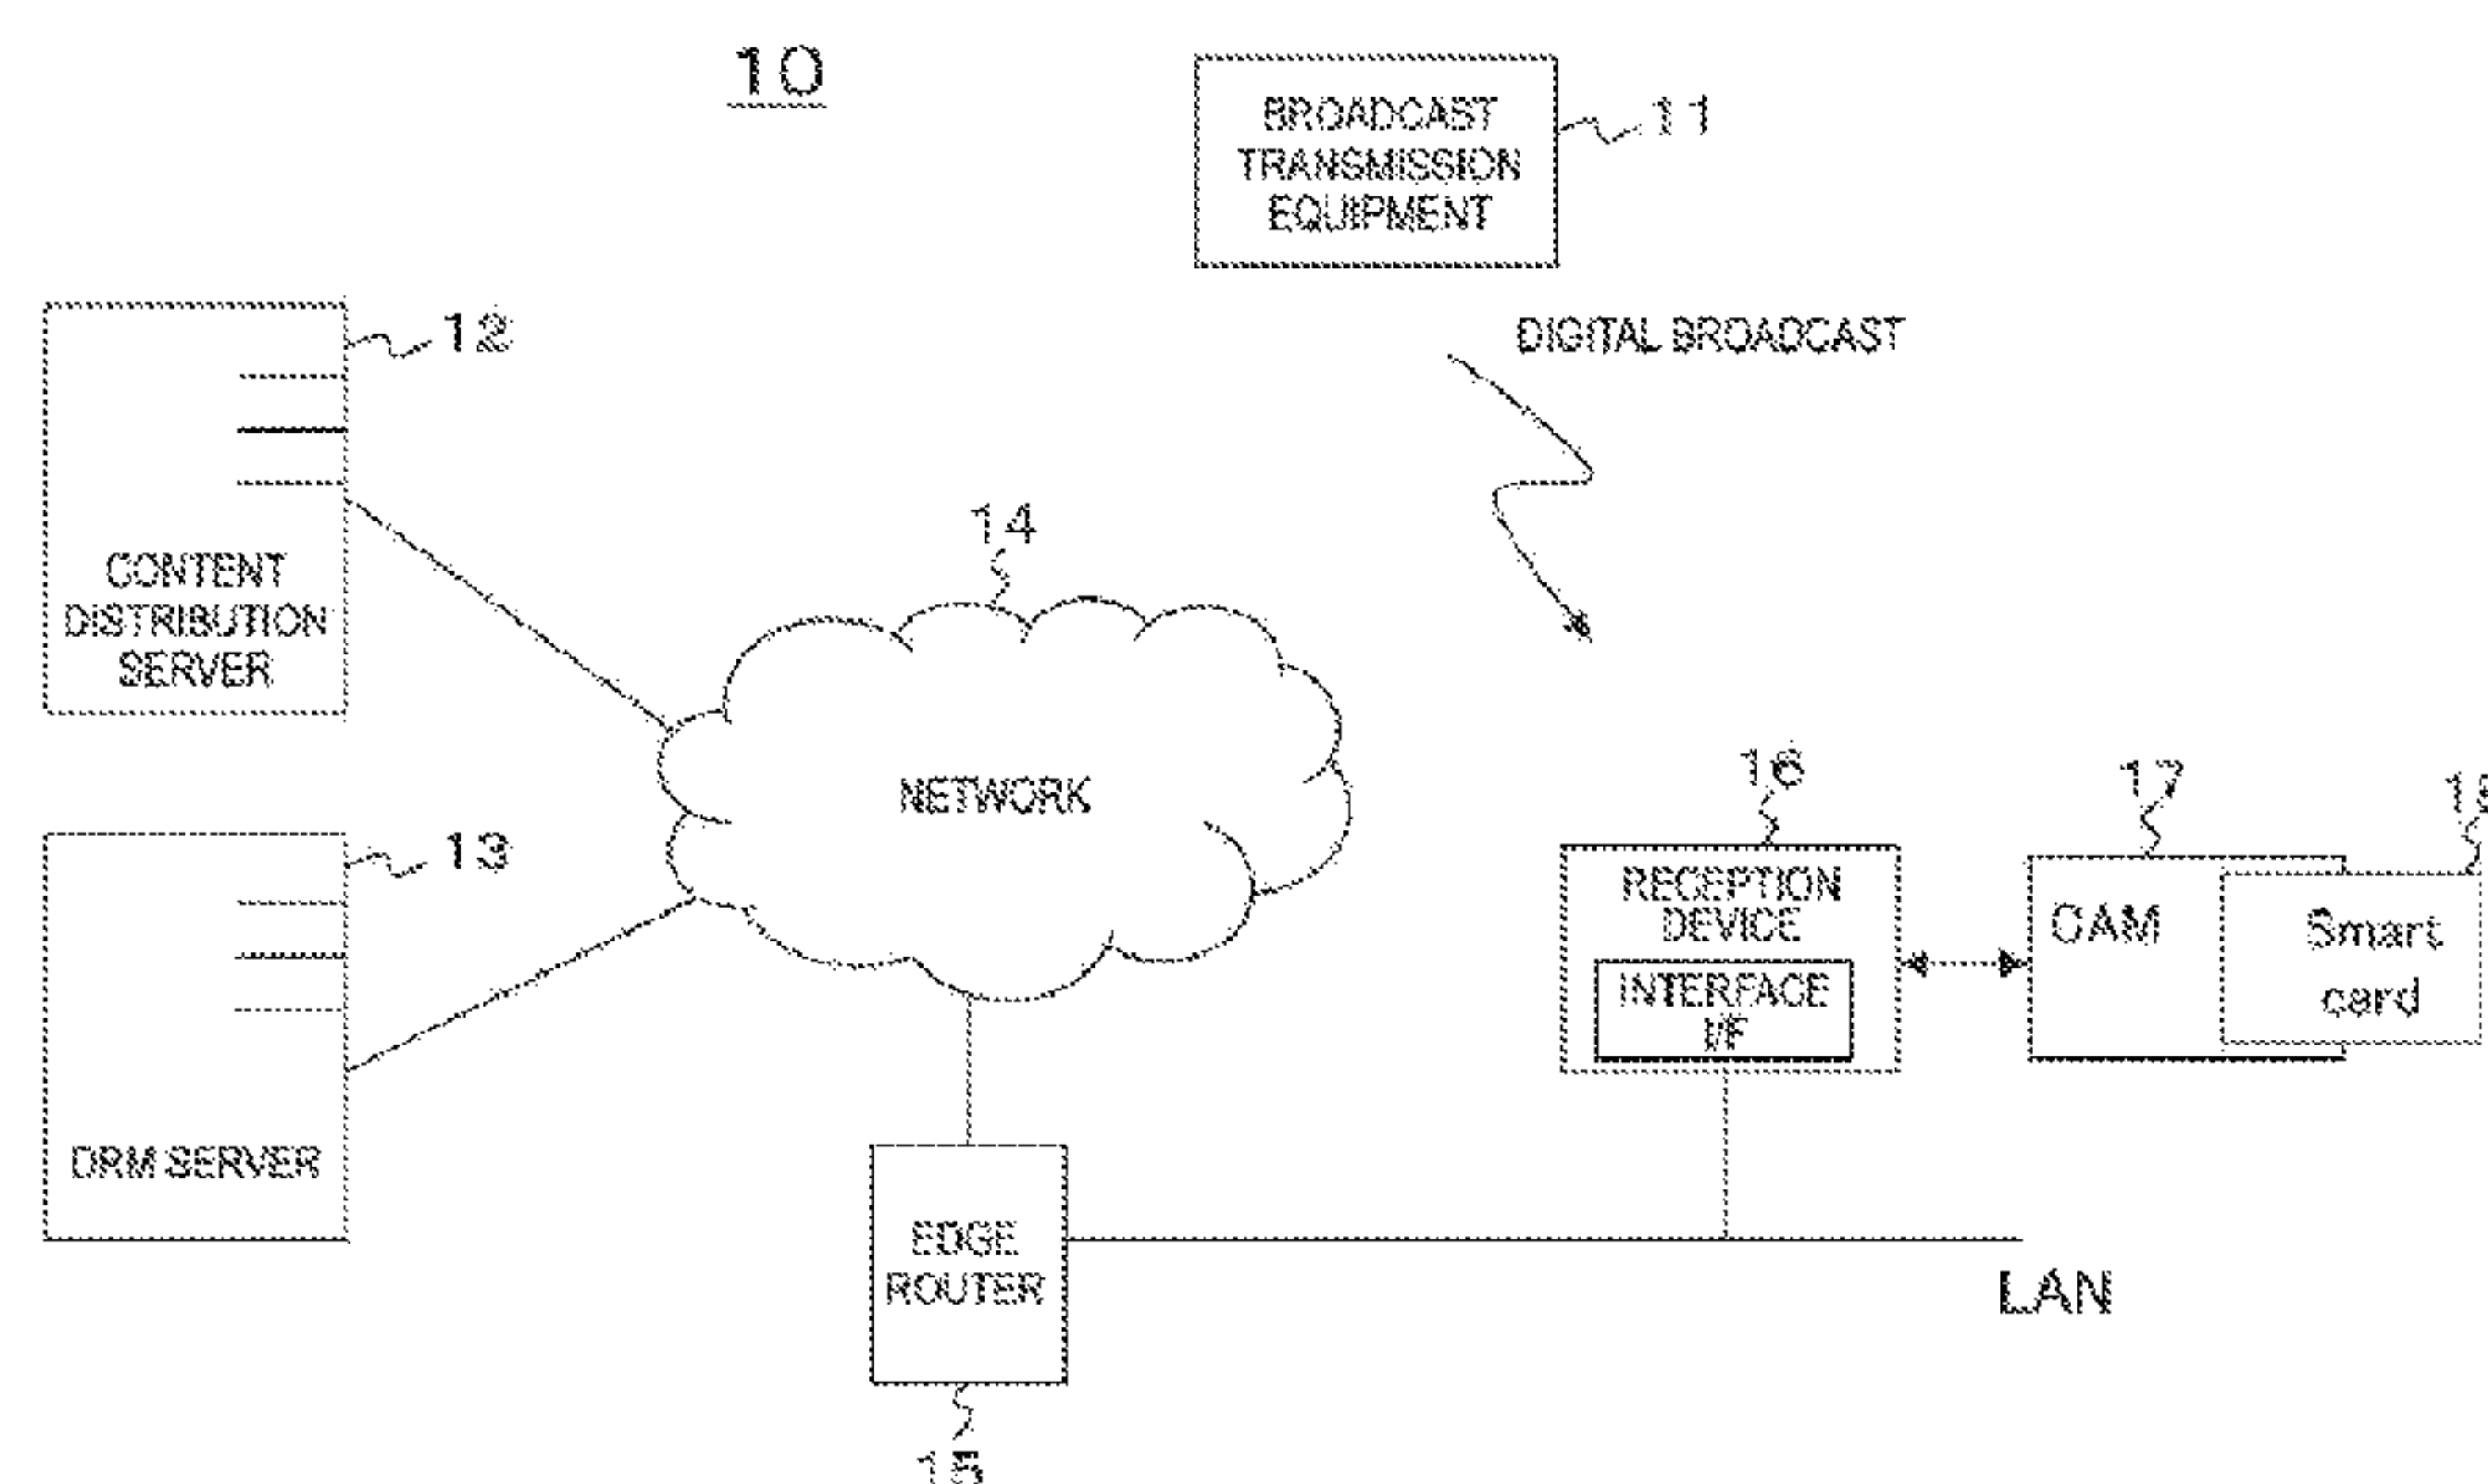 10
BROADCAST
TRANSMISSION
EQUIPMENT
11
DIGITAL BROADCAST
12
CONTENT
DISTRIBUTION
SERVER
14
NETWORK
13
DRM SERVER
16
RECEPTION
DEVICE
INTERFACE
I/F
17
CAM
Smart
card
EDGE
ROUTER
LAN
15